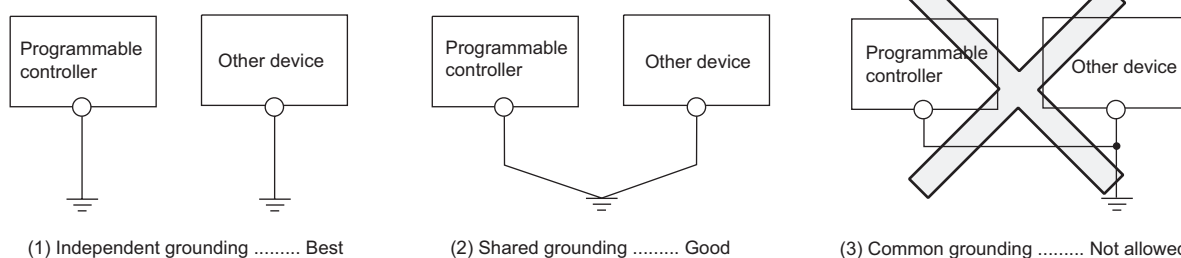 Programmable
controller
Other device
Programmable
controller
Other device
Programmable
controller
Other device
(1) Independent grounding ......... Best
(2) Shared grounding ......... Good
(3) Common grounding ......... Not allowed